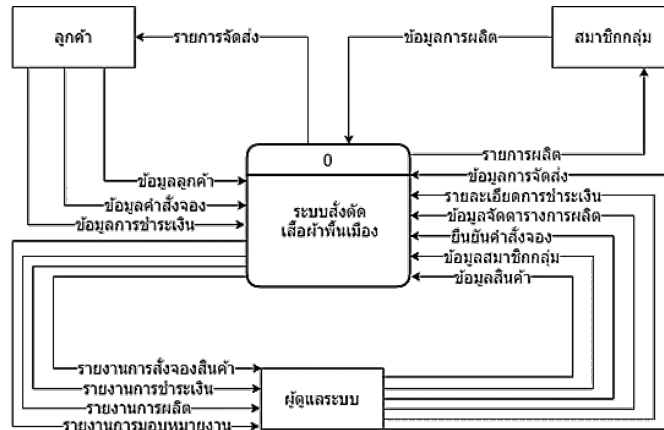 ลูกค้า
รายการจัดส่ง
ข้อมูลการผลิต
สมาชิกกลุ่ม
0
รายการผลิต
ข้อมูลการจัดส่ง
ข้อมูลลูกค้า
รายละเอียดการชำระเงิน
ข้อมูลคำสั่งจอง
ระบบสั่งตัด
ข้อมูลจัดตารางการผลิต
ข้อมูลการชำระเงิน
เสื้อผ้าพื้นเมือง
ยืนยันคำสั่งจอง
ข้อมูลสมาชิกกลุ่ม
ข้อมูลสินค้า
รายงานการสั่งจองสินค้า
รายงานการชำระเงิน
ผู้ดูแลระบบ
รายงานการผลิต
รายงานการมอบหมายงาน